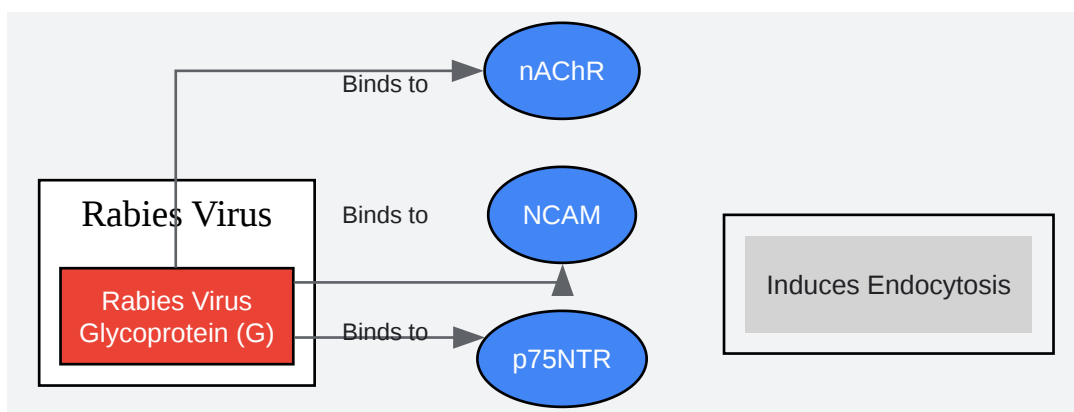 Binds to
nAChR
Rabies Virus
Binds to
NCAM
Induces Endocytosis
Rabies Virus
Glycoprotein (G)
Binds to
p75NTR